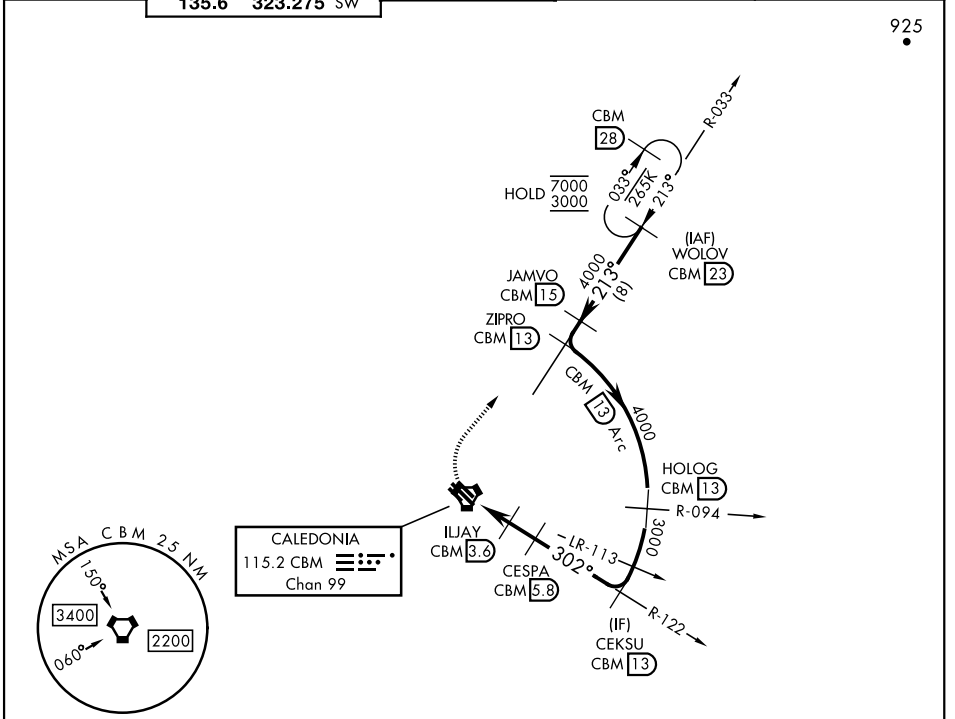 135.6 323.275 SW
925
R-033
CBM
28
HOLD 7000
3000
033°
265K
213°
(IAF)
WOLOV
CBM 23
4000
213°
(8)
JAMVO
CBM 15
ZIPRO
CBM 13
CBM 13 Arc
4000
HOLOG
CBM 13
R-094
3000
LR-113
302°
ILJAY
CBM 3.6
CESPA
CBM 5.8
R-122
(IF)
CEKSU
CBM 13
CALEDONIA
115.2 CBM
Chan 99
MSA CBM 25 NM
150°
3400
2200
060°